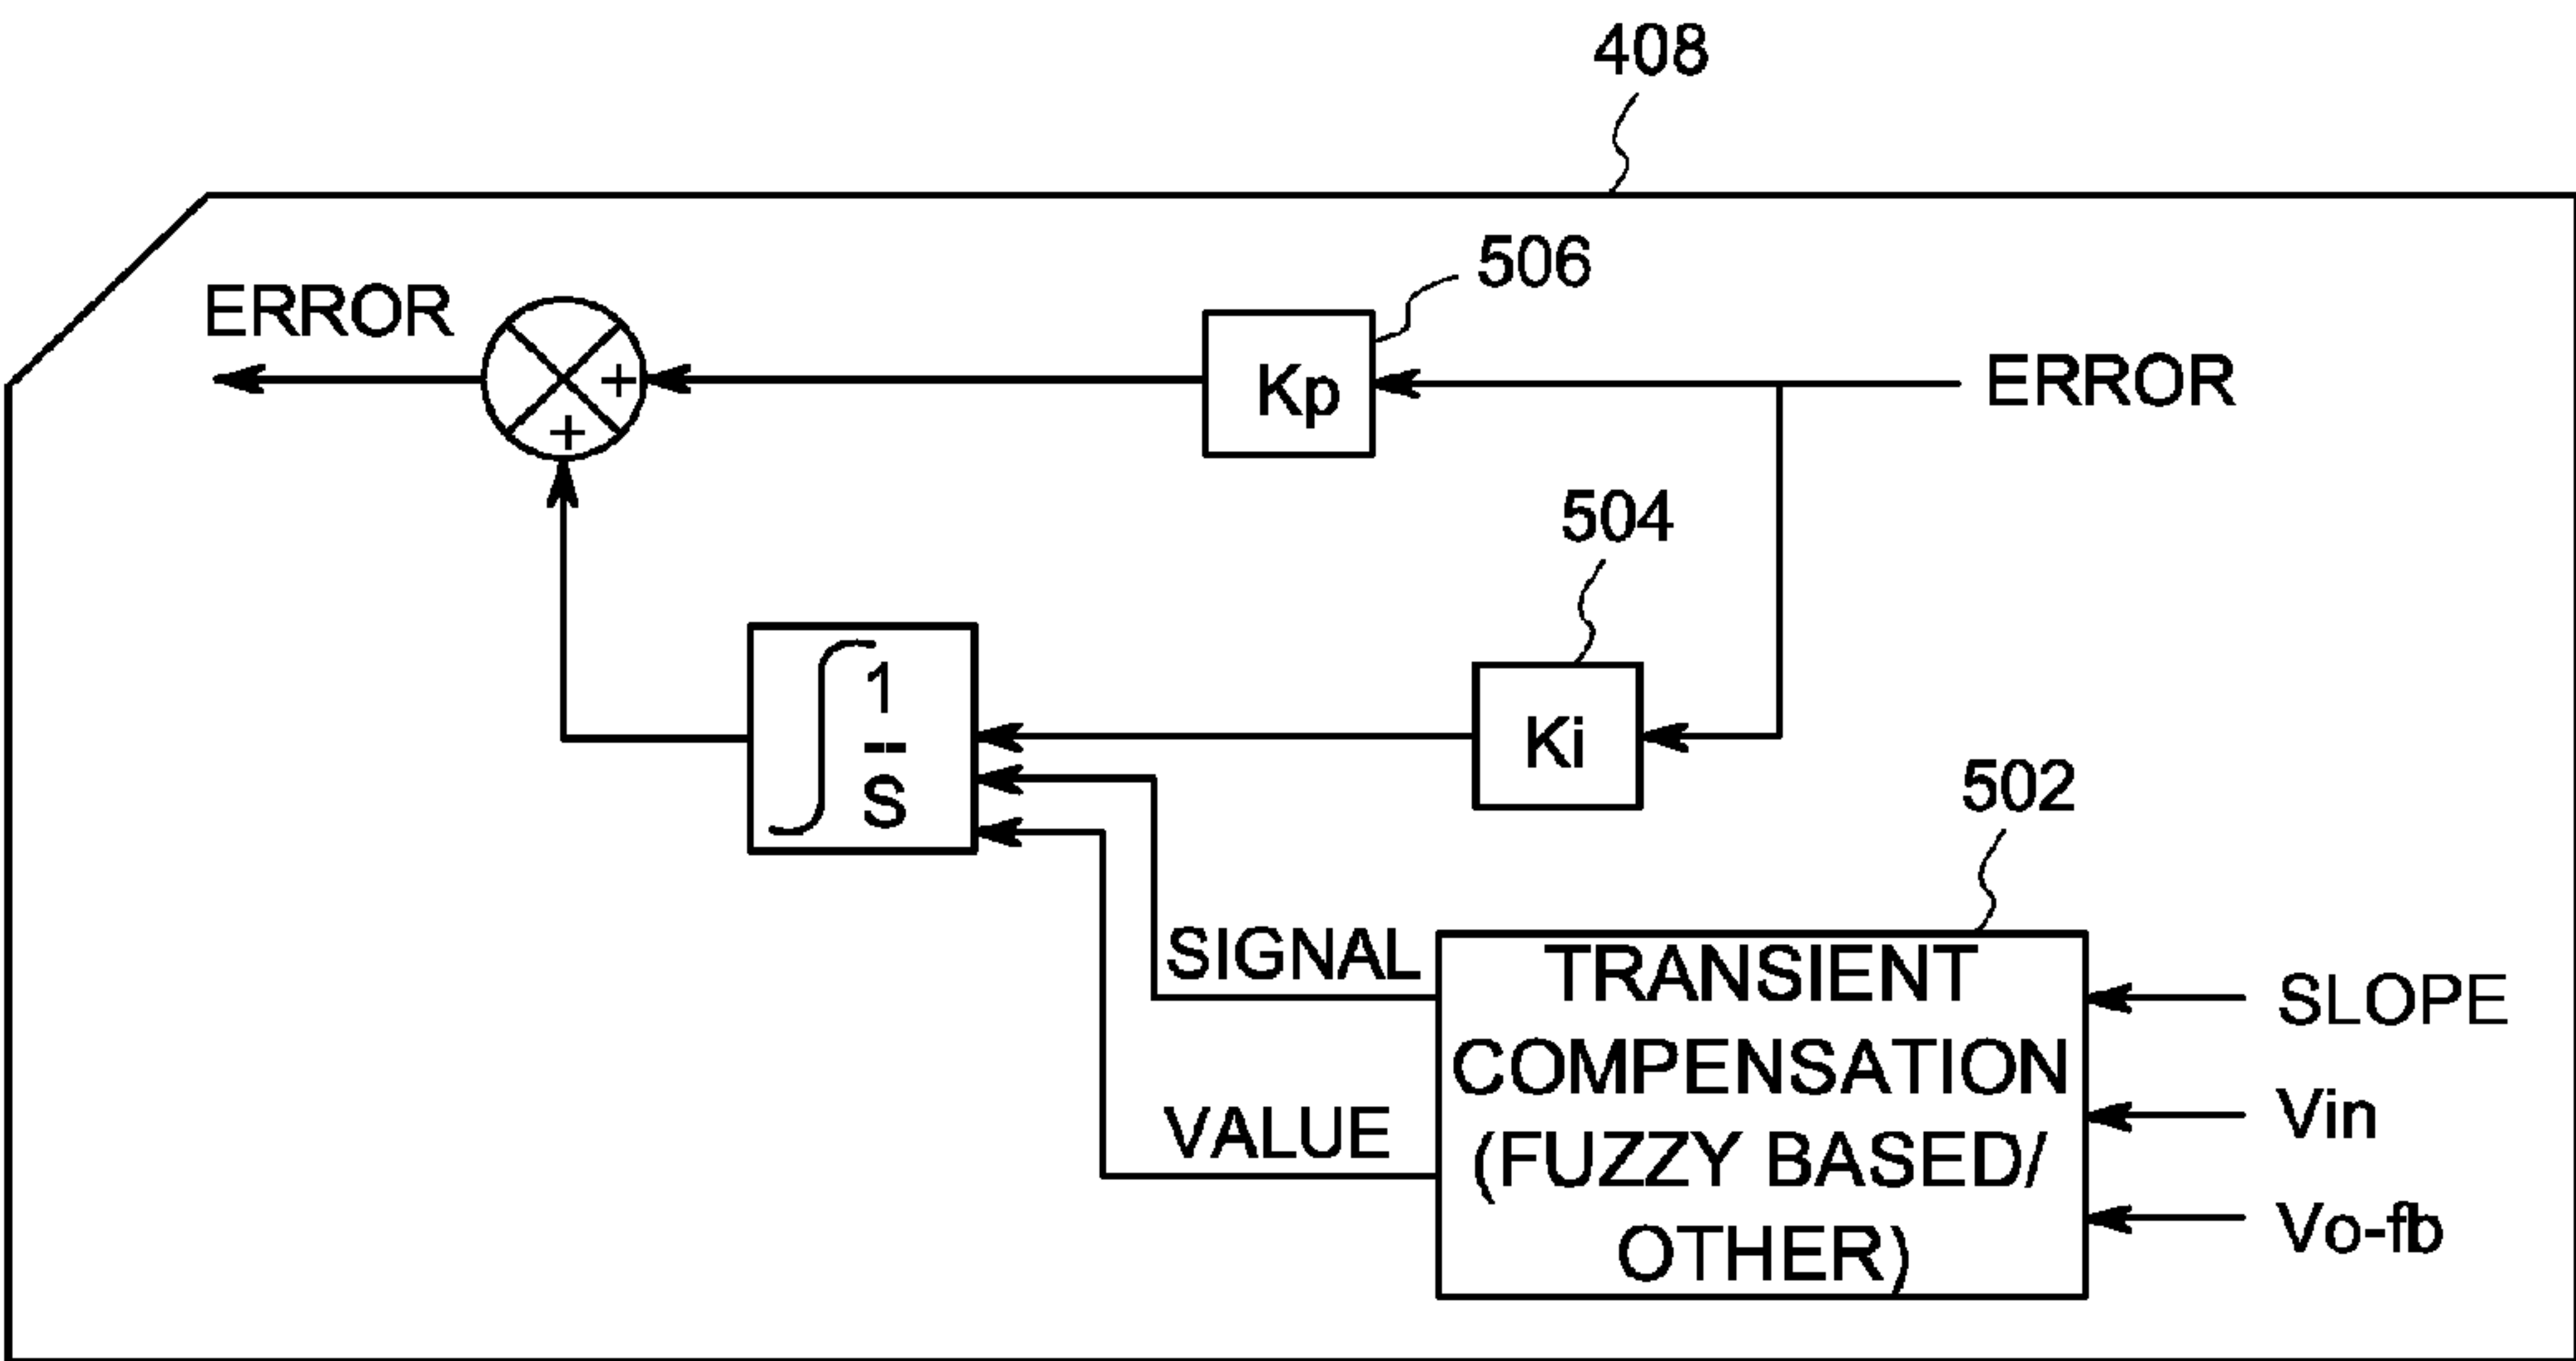 408
506
ERROR
+
+
Kp
ERROR
504
1
--
S
Ki
502
SIGNAL
VALUE
TRANSIENT
COMPENSATION
(FUZZY BASED/
OTHER)
SLOPE
Vin
Vo-fb